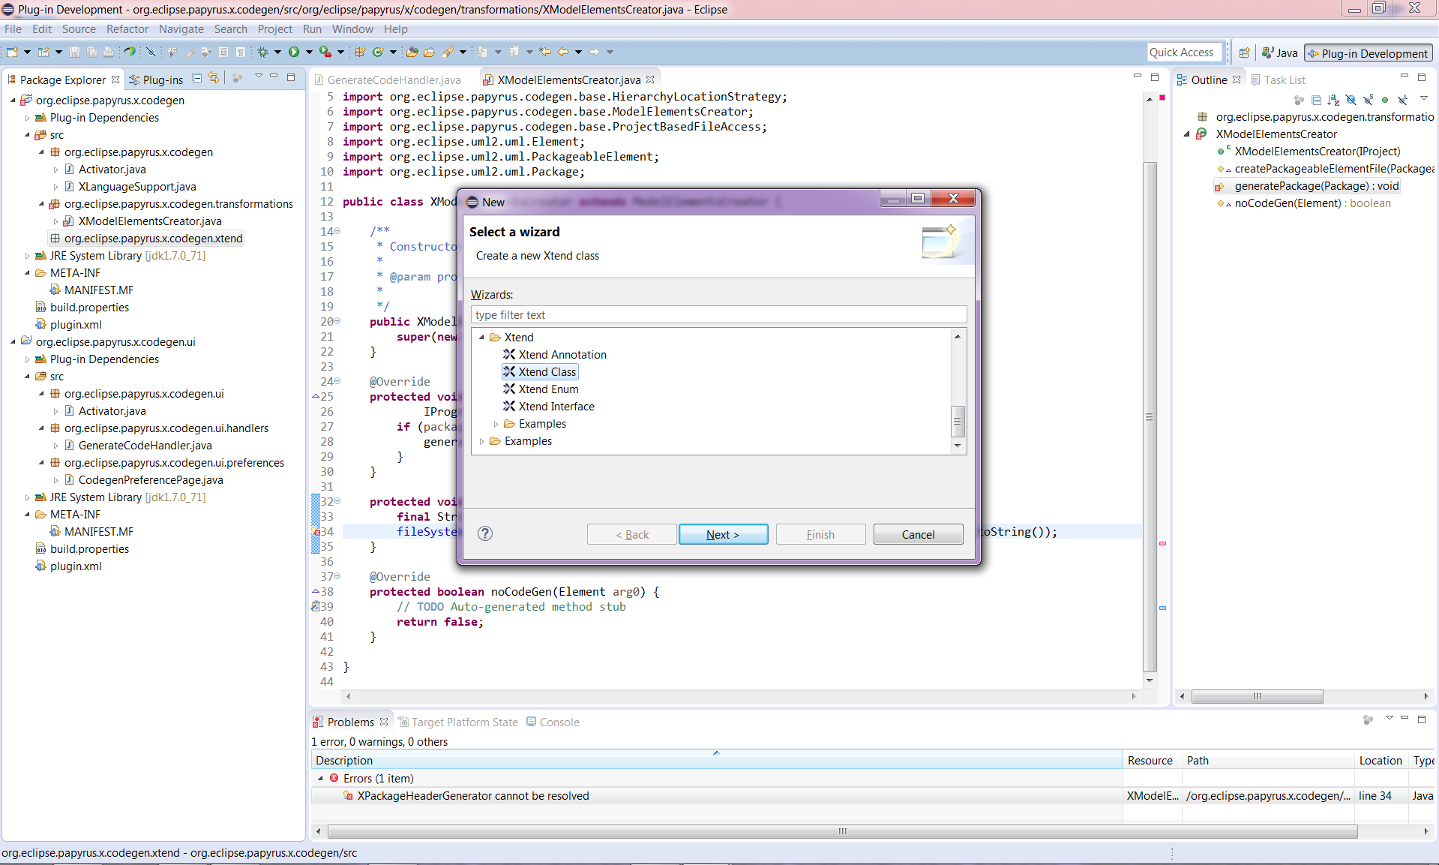 Plug-in Development - org.eclipse.papyrus.x.codegen/src/org/eclipse/papyrus/x/codegen/transformations/XModelElementsCreator.java - Eclipse
File Edit Source Refactor Navigate Search Project Run Window Help
Quick Access Java Plug-in Development
Package Explorer Plug-ins
org.eclipse.papyrus.x.codegen
Plug-in Dependencies
src
org.eclipse.papyrus.x.codegen
Activator.java
XLanguageSupport.java
org.eclipse.papyrus.x.codegen.transformations
XModelElementsCreator.java
org.eclipse.papyrus.x.codegen.xtend
JRE System Library [jdk1.7.0_71]
META-INF
MANIFEST.MF
build.properties
plugin.xml
org.eclipse.papyrus.x.codegen.ui
Plug-in Dependencies
src
org.eclipse.papyrus.x.codegen.ui
Activator.java
org.eclipse.papyrus.x.codegen.ui.handlers
GenerateCodeHandler.java
org.eclipse.papyrus.x.codegen.ui.preferences
CodegenPreferencePage.java
JRE System Library [jdk1.7.0_71]
META-INF
MANIFEST.MF
build.properties
plugin.xml
GenerateCodeHandler.java XModelElementsCreator.java
5 import org.eclipse.papyrus.codegen.base.HierarchyLocationStrategy;
6 import org.eclipse.papyrus.codegen.base.ModelElementsCreator;
7 import org.eclipse.papyrus.codegen.base.ProjectBasedFileAccess;
8 import org.eclipse.uml2.uml.Element;
9 import org.eclipse.uml2.uml.PackageableElement;
10 import org.eclipse.uml2.uml.Package;
11
12 public class XMo
13
14 /**
15 * Constructo
16 *
17 * @param pro
18 *
19 */
20 public XModel
21 super(new
22 }
23
24 @Override
25 protected voi
26 IProg
27 if (packa
28 gener
29 }
30 }
31
32 protected voi
33 final Str
34 fileSyste oString());
35 }
36
37 @Override
38 protected boolean noCodeGen(Element arg0) {
39 // TODO Auto-generated method stub
40 return false;
41 }
42
43 }
44
New
Select a wizard
Create a new Xtend class
Wizards:
type filter text
Xtend
Xtend Annotation
Xtend Class
Xtend Enum
Xtend Interface
Examples
Examples
< Back Next > Finish Cancel
Outline Task List
org.eclipse.papyrus.x.codegen.transformatio
XModelElementsCreator
XModelElementsCreator(IProject)
createPackageableElementFile(Packagea
generatePackage(Package) : void
noCodeGen(Element) : boolean
Problems Target Platform State Console
1 error, 0 warnings, 0 others
Description Resource Path Location Type
Errors (1 item)
XPackageHeaderGenerator cannot be resolved XModelE... /org.eclipse.papyrus.x.codegen/... line 34 Java
org.eclipse.papyrus.x.codegen.xtend - org.eclipse.papyrus.x.codegen/src